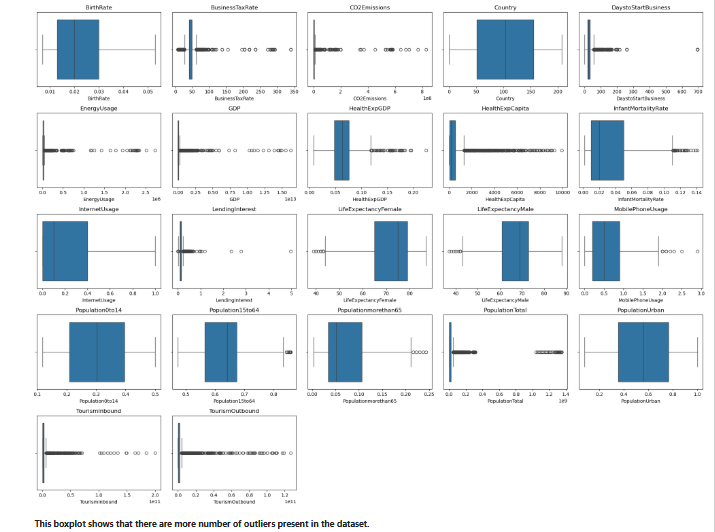 BirthRate BusinessTaxRate CO2Emissions Country DaystoStartBusiness
0.01 0.02 0.03 0.04 0.05 0 50 100 150 200 250 300 350 0 2 4 6 8 0 50 100 150 200 0 100 200 300 400 500 600 700
BirthRate BusinessTaxRate CO2Emissions 1e6 Country DaystoStartBusiness
EnergyUsage GDP HealthExpGDP HealthExpCapita InfantMortalityRate
0.0 0.5 1.0 1.5 2.0 2.5 0.00 0.25 0.50 0.75 1.00 1.25 1.50 0.00 0.05 0.10 0.15 0.20 0 2000 4000 6000 8000 10000 0.00 0.02 0.04 0.06 0.08 0.10 0.12 0.14
EnergyUsage 1e6 GDP 1e13 HealthExpGDP HealthExpCapita InfantMortalityRate
InternetUsage LendingInterest LifeExpectancyFemale LifeExpectancyMale MobilePhoneUsage
0.0 0.2 0.4 0.6 0.8 1.0 0 1 2 3 4 5 40 50 60 70 80 40 50 60 70 80 90 0.0 0.5 1.0 1.5 2.0 2.5 3.0
InternetUsage LendingInterest LifeExpectancyFemale LifeExpectancyMale MobilePhoneUsage
Population0to14 Population15to64 Populationmorethan65 PopulationTotal PopulationUrban
0.1 0.2 0.3 0.4 0.5 0.5 0.6 0.7 0.8 0.00 0.05 0.10 0.15 0.20 0.25 0.0 0.2 0.4 0.6 0.8 1.0 1.2 1.4 0.2 0.4 0.6 0.8 1.0
Population0to14 Population15to64 Populationmorethan65 PopulationTotal 1e9 PopulationUrban
TourismInbound TourismOutbound
0.0 0.5 1.0 1.5 2.0 0.0 0.2 0.4 0.6 0.8 1.0 1.2
TourismInbound 1e11 TourismOutbound 1e11
This boxplot shows that there are more number of outliers present in the dataset.